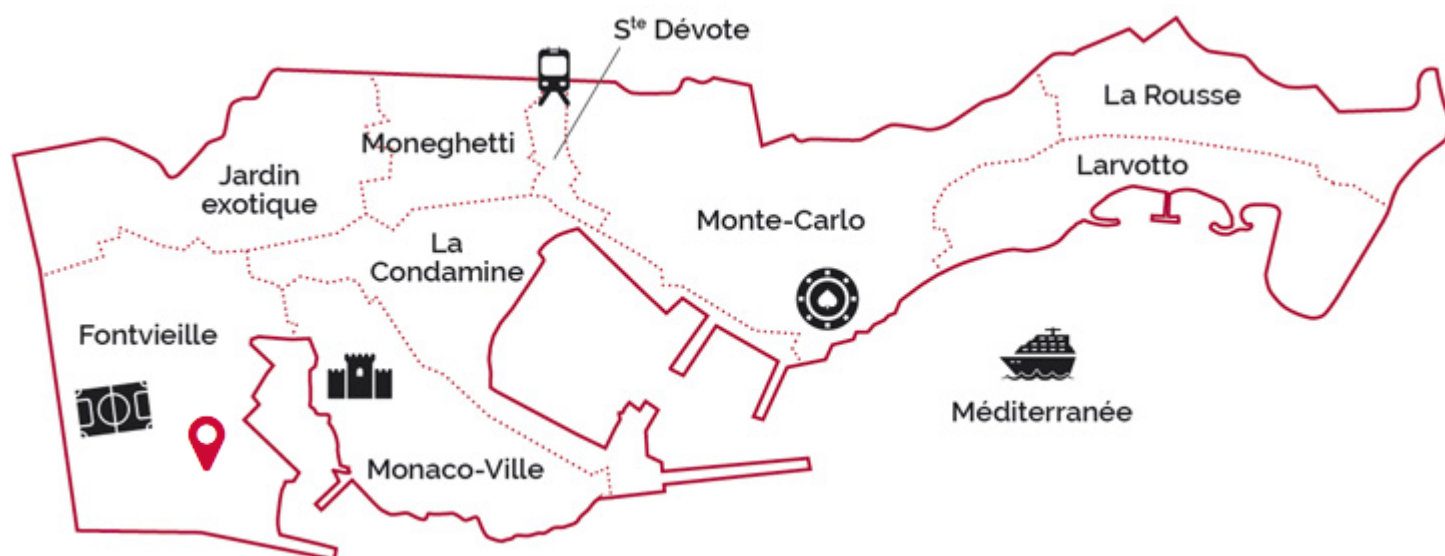 Sᵗᵉ Dévote
La Rousse
Moneghetti
Larvotto
Jardin
exotique
Monte-Carlo
La
Condamine
Fontvieille
Méditerranée
Monaco-Ville